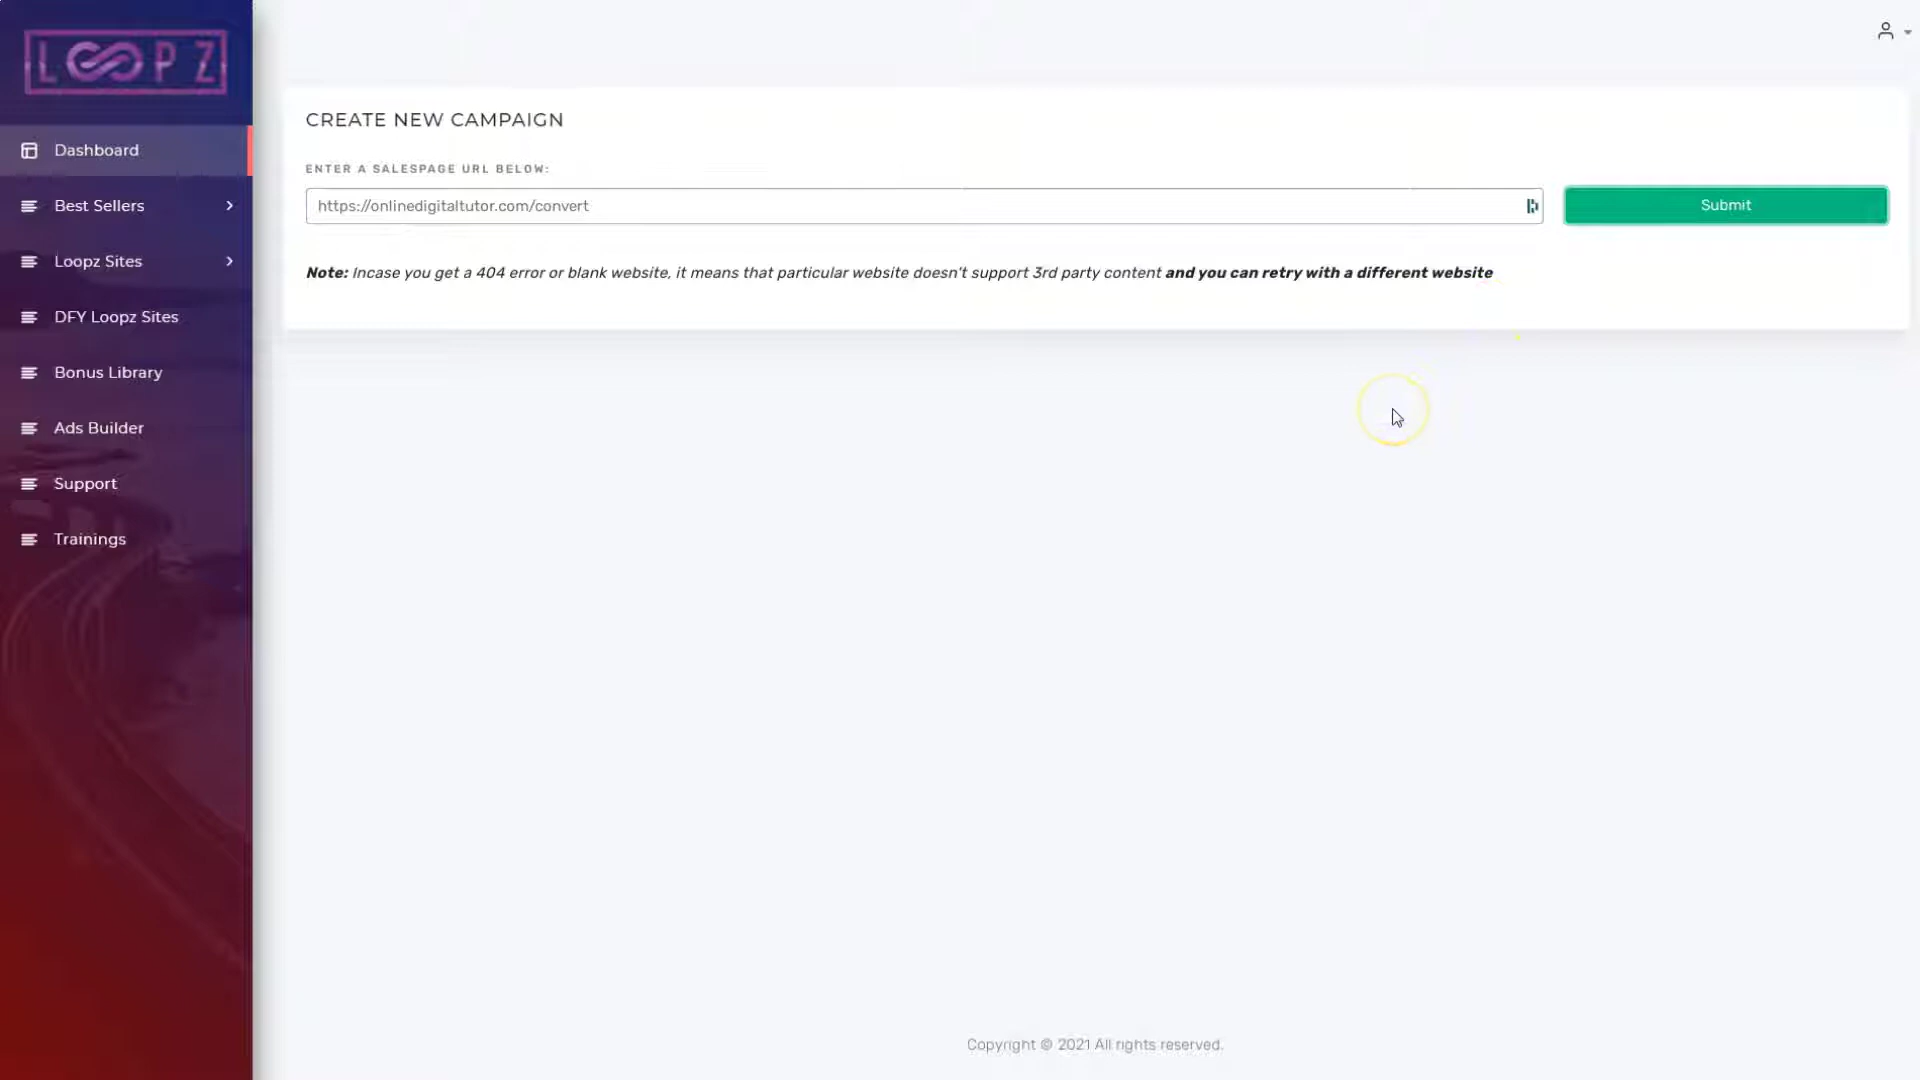 LOOPZ
Dashboard
Best Sellers
Loopz Sites
DFY Loopz Sites
Bonus Library
Ads Builder
Support
Trainings
CREATE NEW CAMPAIGN
ENTER A SALESPAGE URL BELOW:
https://onlinedigitaltutor.com/convert
Submit
Note: Incase you get a 404 error or blank website, it means that particular website doesn't support 3rd party content and you can retry with a different website
Copyright © 2021 All rights reserved.